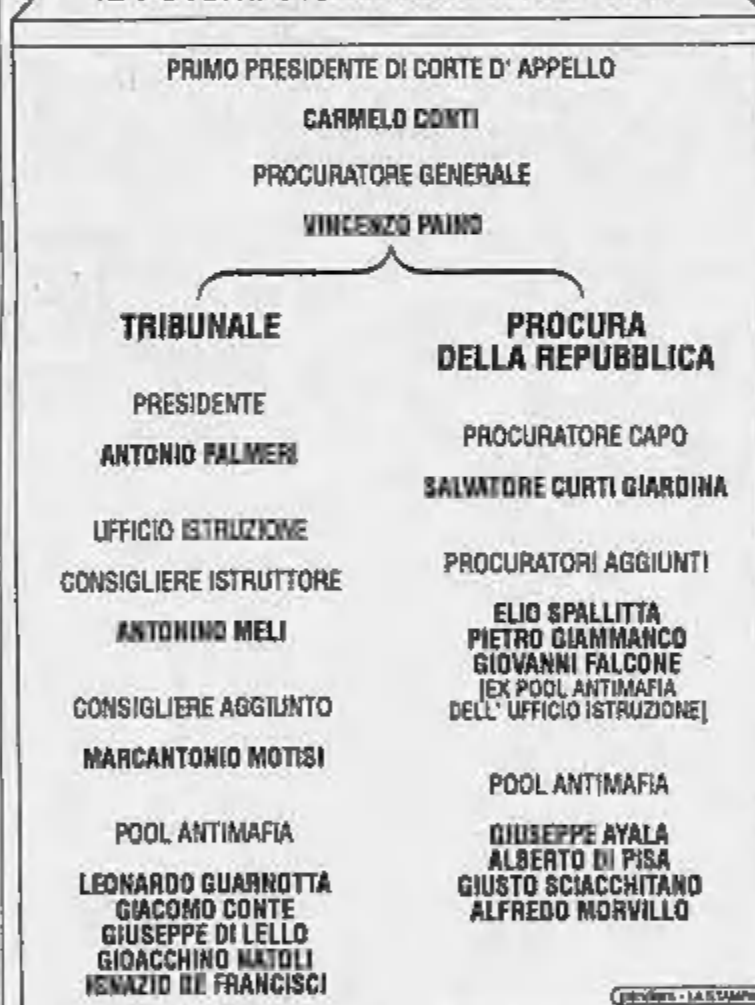 PRIMO PRESIDENTE DI CORTE D' APPELLO
CARMELO CONTI
PROCURATORE GENERALE
VINCENZO PAINO
TRIBUNALE
PRESIDENTE
ANTONIO PALMERI
UFFICIO ISTRUZIONE
CONSIGLIERE ISTRUTTORE
ANTONINO MELI
CONSIGLIERE AGGIUNTO
MARCANTONIO MOTISI
POOL ANTIMAFIA
LEONARDO GUARNOTTA
GIACOMO CONTE
GIUSEPPE DI LELLO
GIOACCHINO NATOLI
IGNAZIO DE FRANCISCI
PROCURA
DELLA REPUBBLICA
PROCURATORE CAPO
SALVATORE CURTI GIARDINA
PROCURATORI AGGIUNTI
ELIO SPALLITTA
PIETRO GIAMMANCO
GIOVANNI FALCONE
[EX POOL ANTIMAFIA
DELL' UFFICIO ISTRUZIONE]
POOL ANTIMAFIA
GIUSEPPE AYALA
ALBERTO DI PISA
GIUSTO SCIACCHITANO
ALFREDO MORVILLO
LA STAMPA